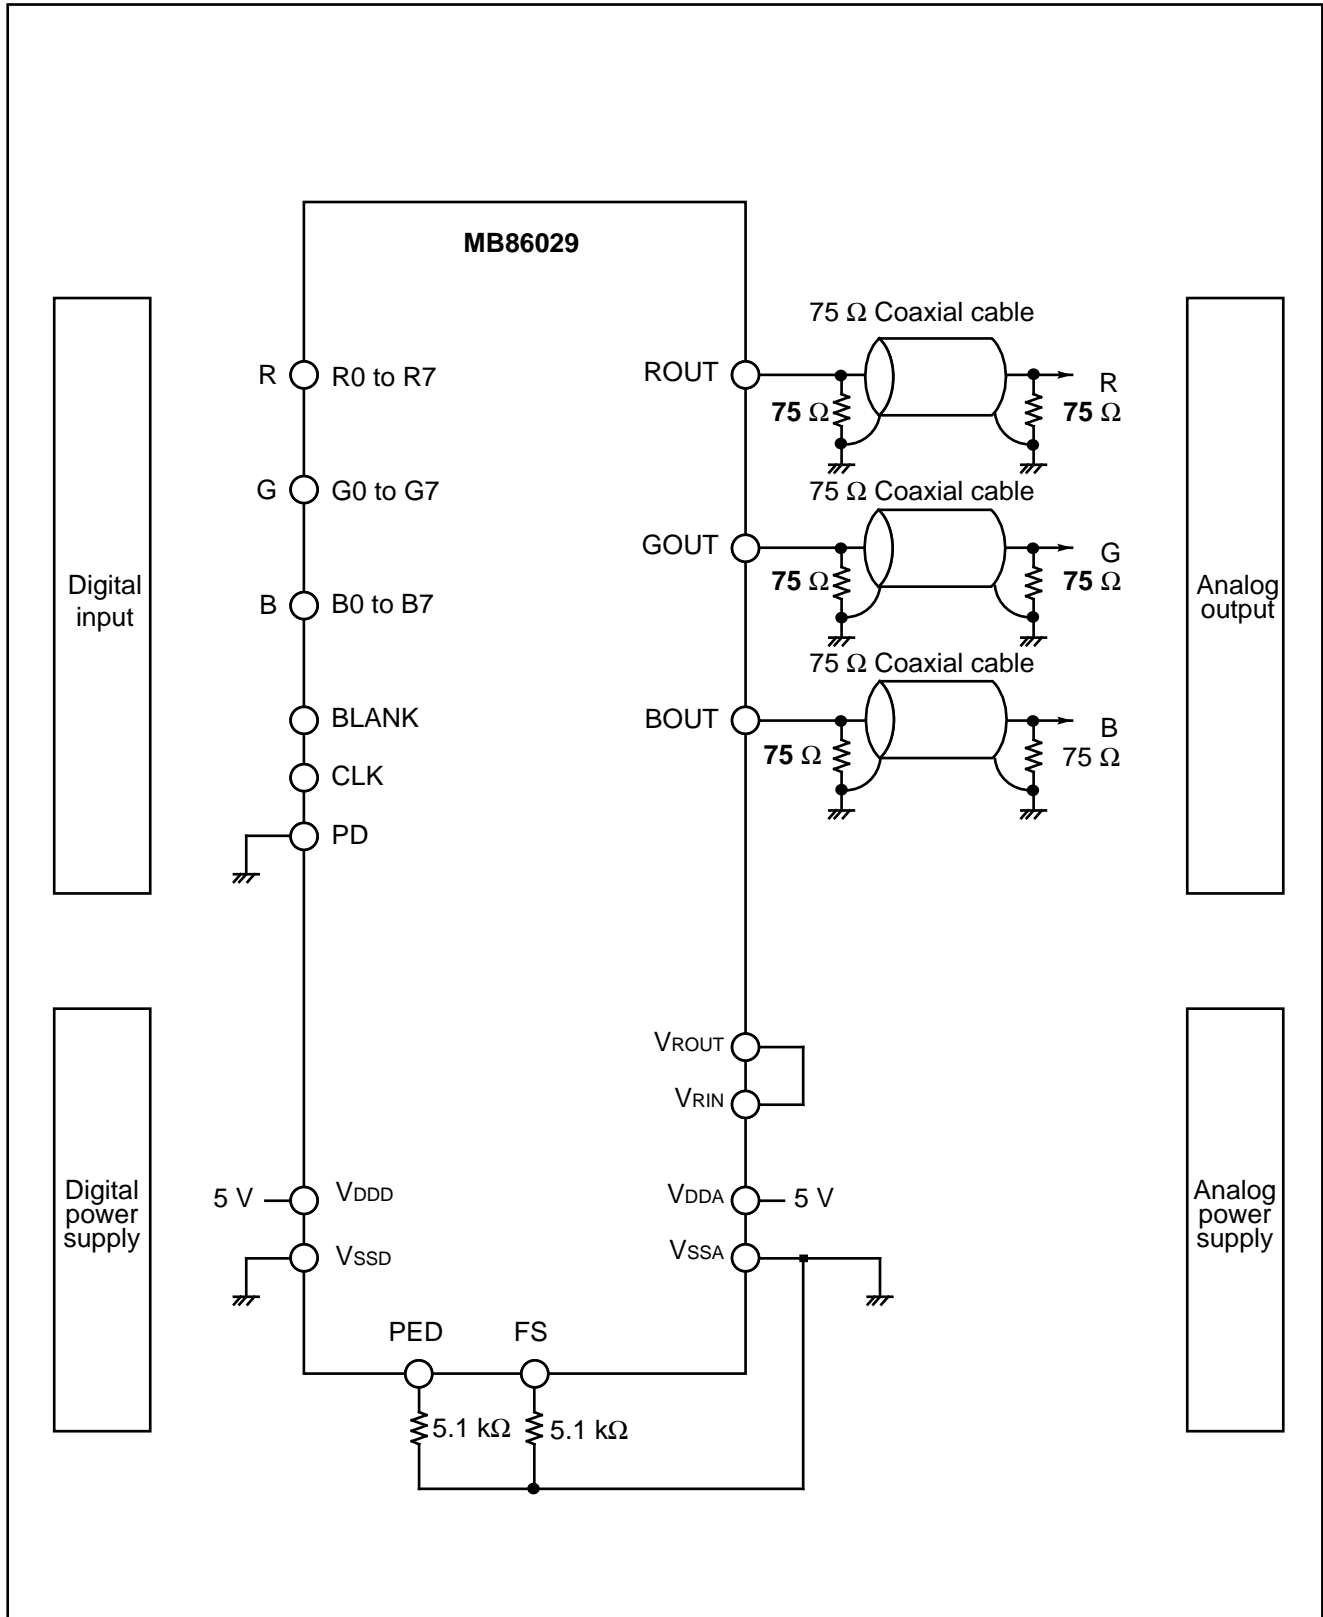 MB86029
75 Ω Coaxial cable
R R0 to R7
ROUT
R
75 Ω
75 Ω
75 Ω Coaxial cable
G G0 to G7
GOUT
G
75 Ω
75 Ω
Digital
input
Analog
output
B B0 to B7
75 Ω Coaxial cable
BLANK
BOUT
B
75 Ω
75 Ω
CLK
PD
VROUT
VRIN
Digital
power
supply
5 V VDDD
VDDA 5 V
Analog
power
supply
VSSD
VSSA
PED FS
5.1 kΩ 5.1 kΩ